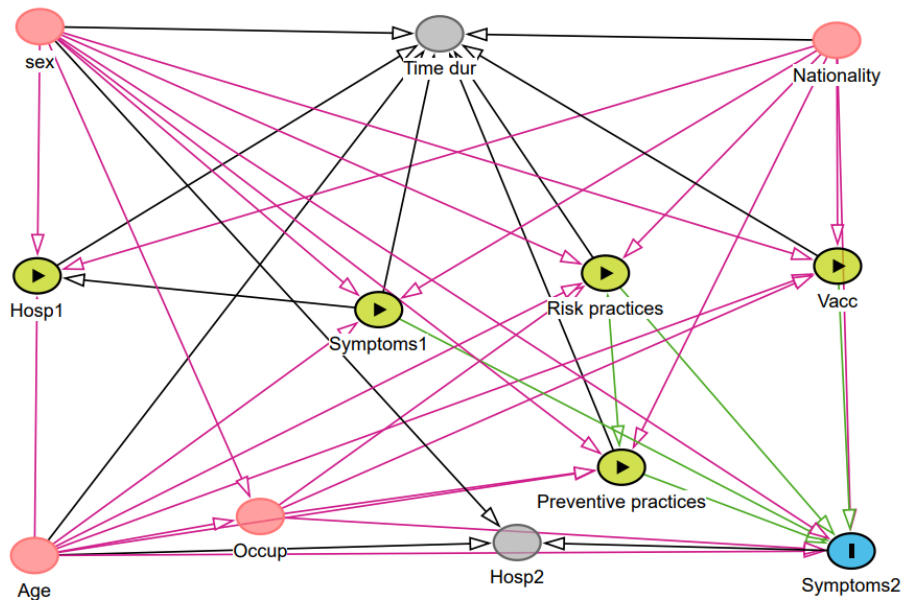 sex
Time dur
Nationality
Hosp1
Symptoms1
Risk practices
Vacc
Preventive practices
Occup
Hosp2
Symptoms2
Age